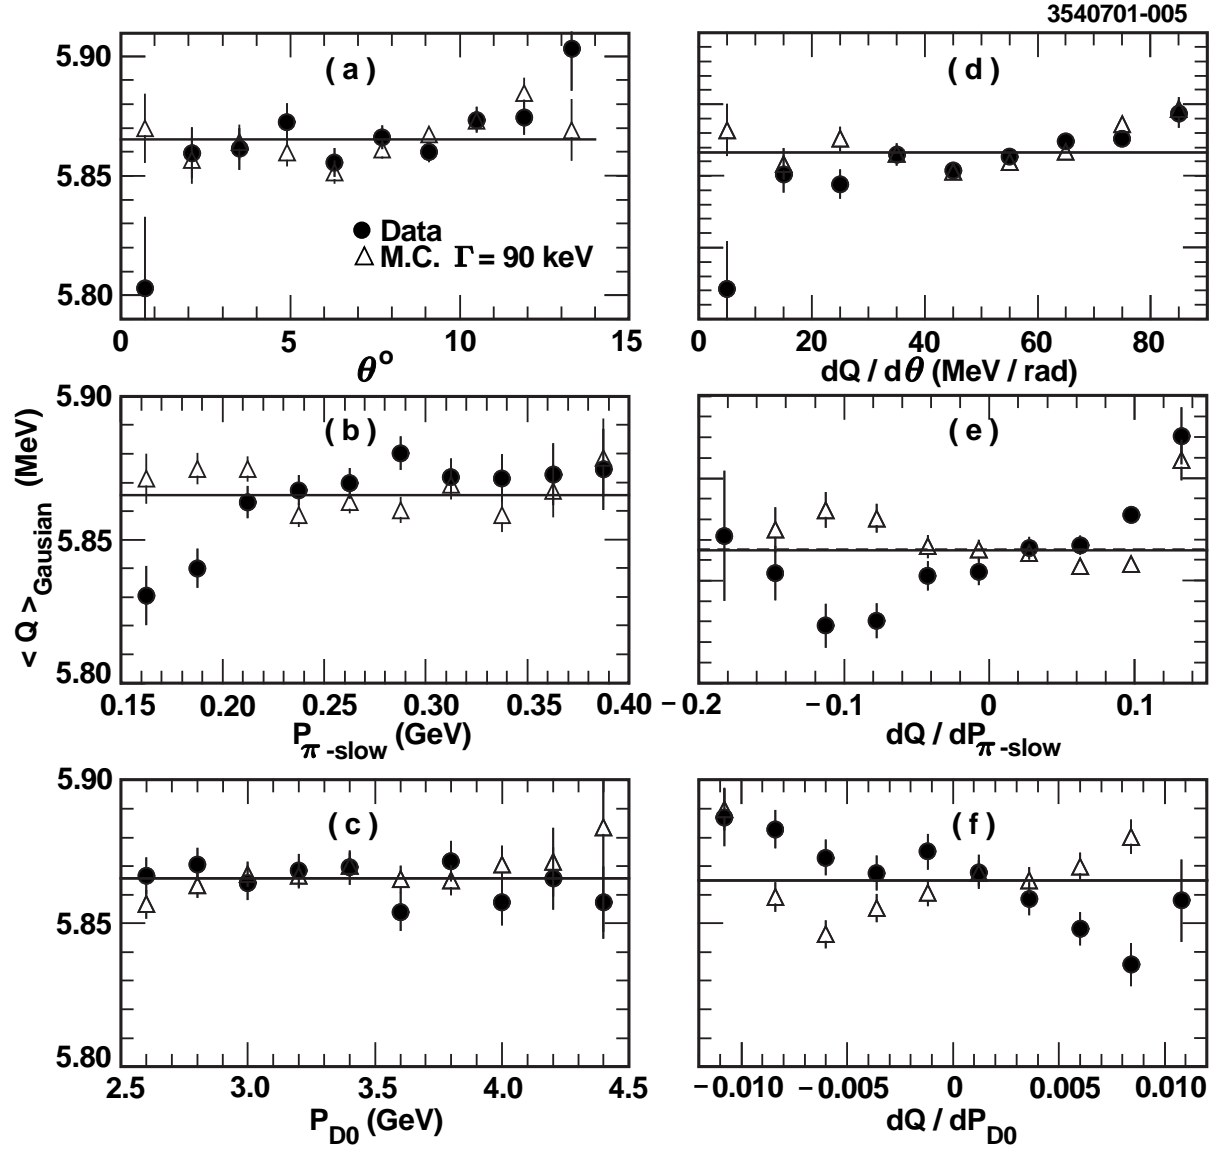 3540701-005
( a )
5.90
5.85
5.80
Data
M.C. Γ = 90 keV
0 5 10 15
θ°
( d )
0 20 40 60 80
dQ / dθ (MeV / rad)
< Q >Gausian (MeV)
( b )
5.90
5.85
5.80
0.15 0.20 0.25 0.30 0.35 0.40
Pπ -slow (GeV)
( e )
−0.2 −0.1 0 0.1
dQ / dPπ -slow
( c )
5.90
5.85
5.80
2.5 3.0 3.5 4.0 4.5
PD0 (GeV)
( f )
−0.010 −0.005 0 0.005 0.010
dQ / dPD0